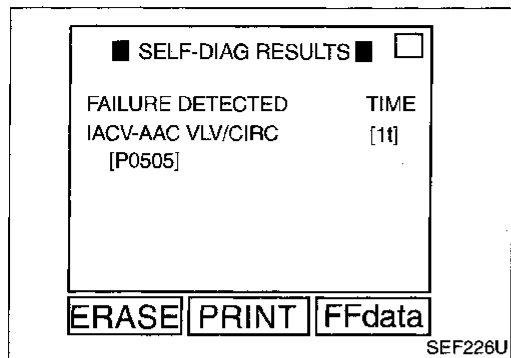 SELF-DIAG RESULTS
FAILURE DETECTED TIME
IACV-AAC VLV/CIRC [1t]
[P0505]
ERASE PRINT FFdata
SEF226U